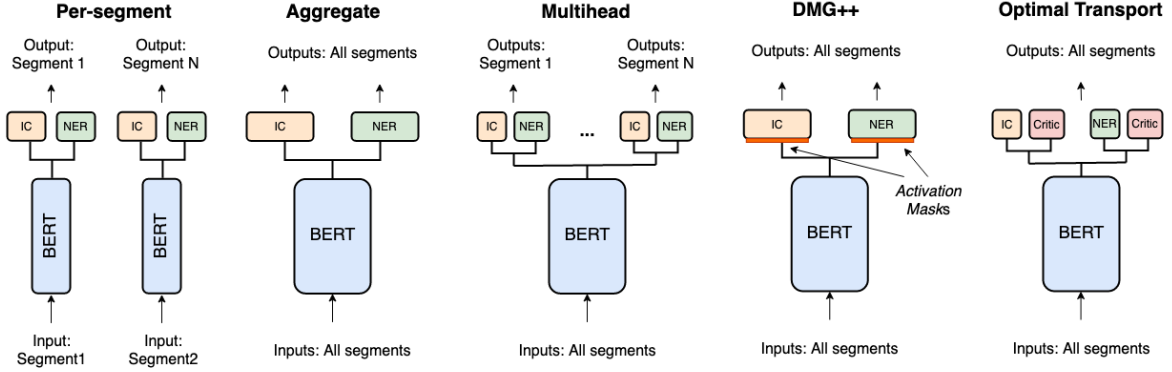 Per-segment
Output:
Segment 1
Output:
Segment N
IC
NER
IC
NER
BERT
BERT
Input:
Segment1
Input:
Segment2
Aggregate
Outputs: All segments
IC
NER
BERT
Inputs: All segments
Multihead
Outputs:
Segment 1
Outputs:
Segment N
IC
NER
...
IC
NER
BERT
Inputs: All segments
DMG++
Outputs: All segments
IC
NER
Activation
Masks
BERT
Inputs: All segments
Optimal Transport
Outputs: All segments
IC
Critic
NER
Critic
BERT
Inputs: All segments